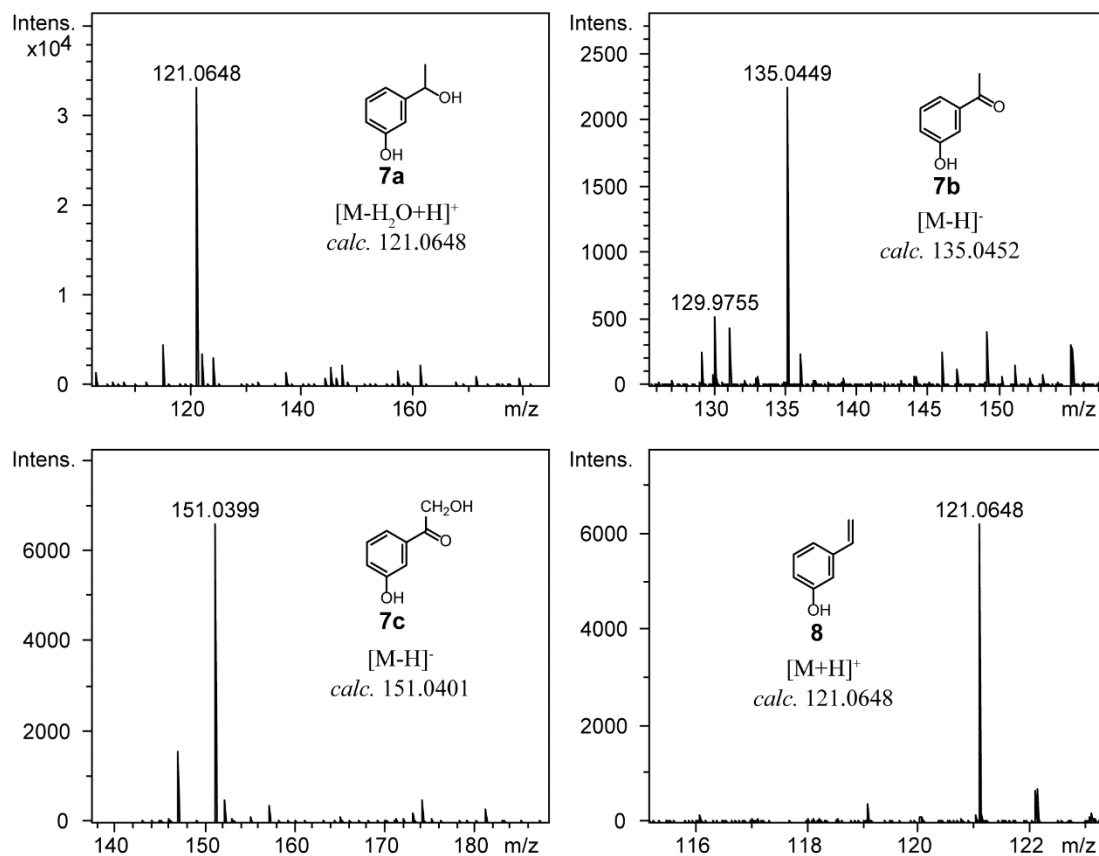 Intens.
x10⁴
3
2
1
0
121.0648
OH
OH
7a
[M-H₂O+H]⁺
calc. 121.0648
120
140
160
m/z
Intens.
2500
2000
1500
1000
500
0
135.0449
129.9755
O
OH
7b
[M-H]⁻
calc. 135.0452
130
135
140
145
150
m/z
Intens.
6000
4000
2000
0
151.0399
CH₂OH
O
OH
7c
[M-H]⁻
calc. 151.0401
140
150
160
170
180
m/z
Intens.
6000
4000
2000
0
121.0648
OH
8
[M+H]⁺
calc. 121.0648
116
118
120
122
m/z